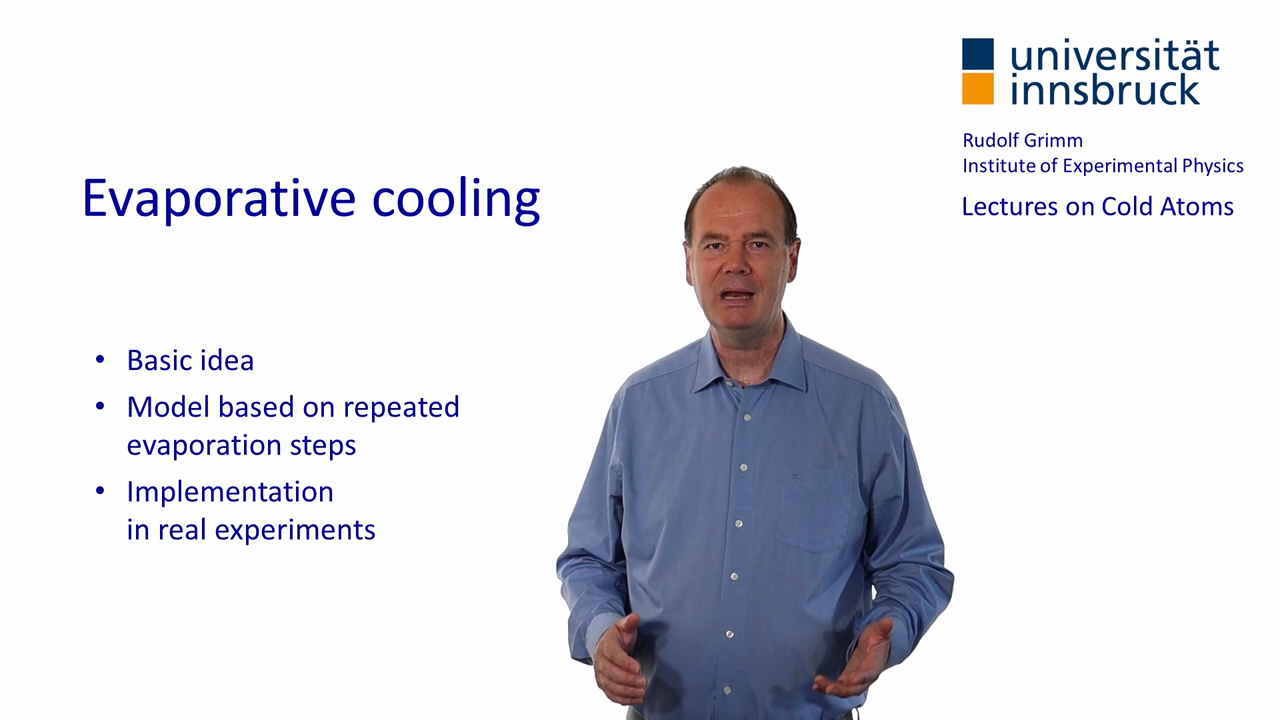 universität
innsbruck
Rudolf Grimm
Institute of Experimental Physics
Lectures on Cold Atoms
Evaporative cooling
• Basic idea
• Model based on repeated
evaporation steps
• Implementation
in real experiments